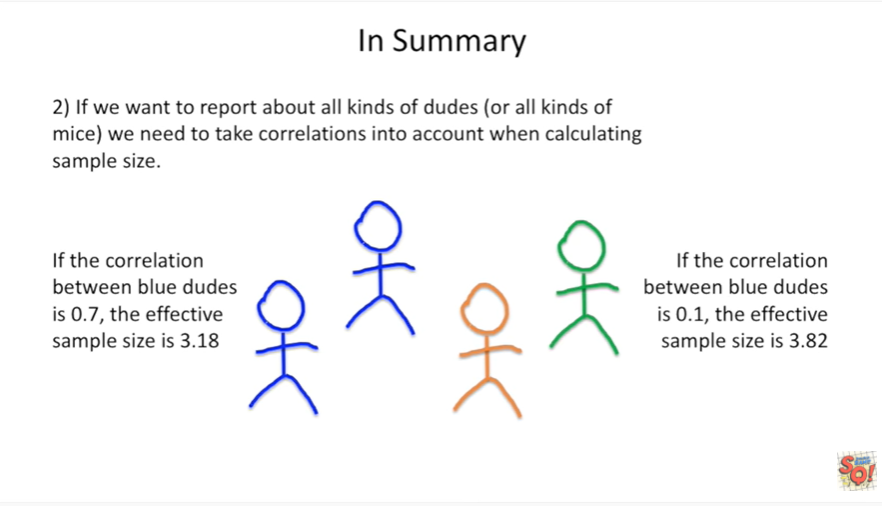 In Summary
2) If we want to report about all kinds of dudes (or all kinds of
mice) we need to take correlations into account when calculating
sample size.
If the correlation
between blue dudes
is 0.7, the effective
sample size is 3.18
If the correlation
between blue dudes
is 0.1, the effective
sample size is 3.82
SQ!